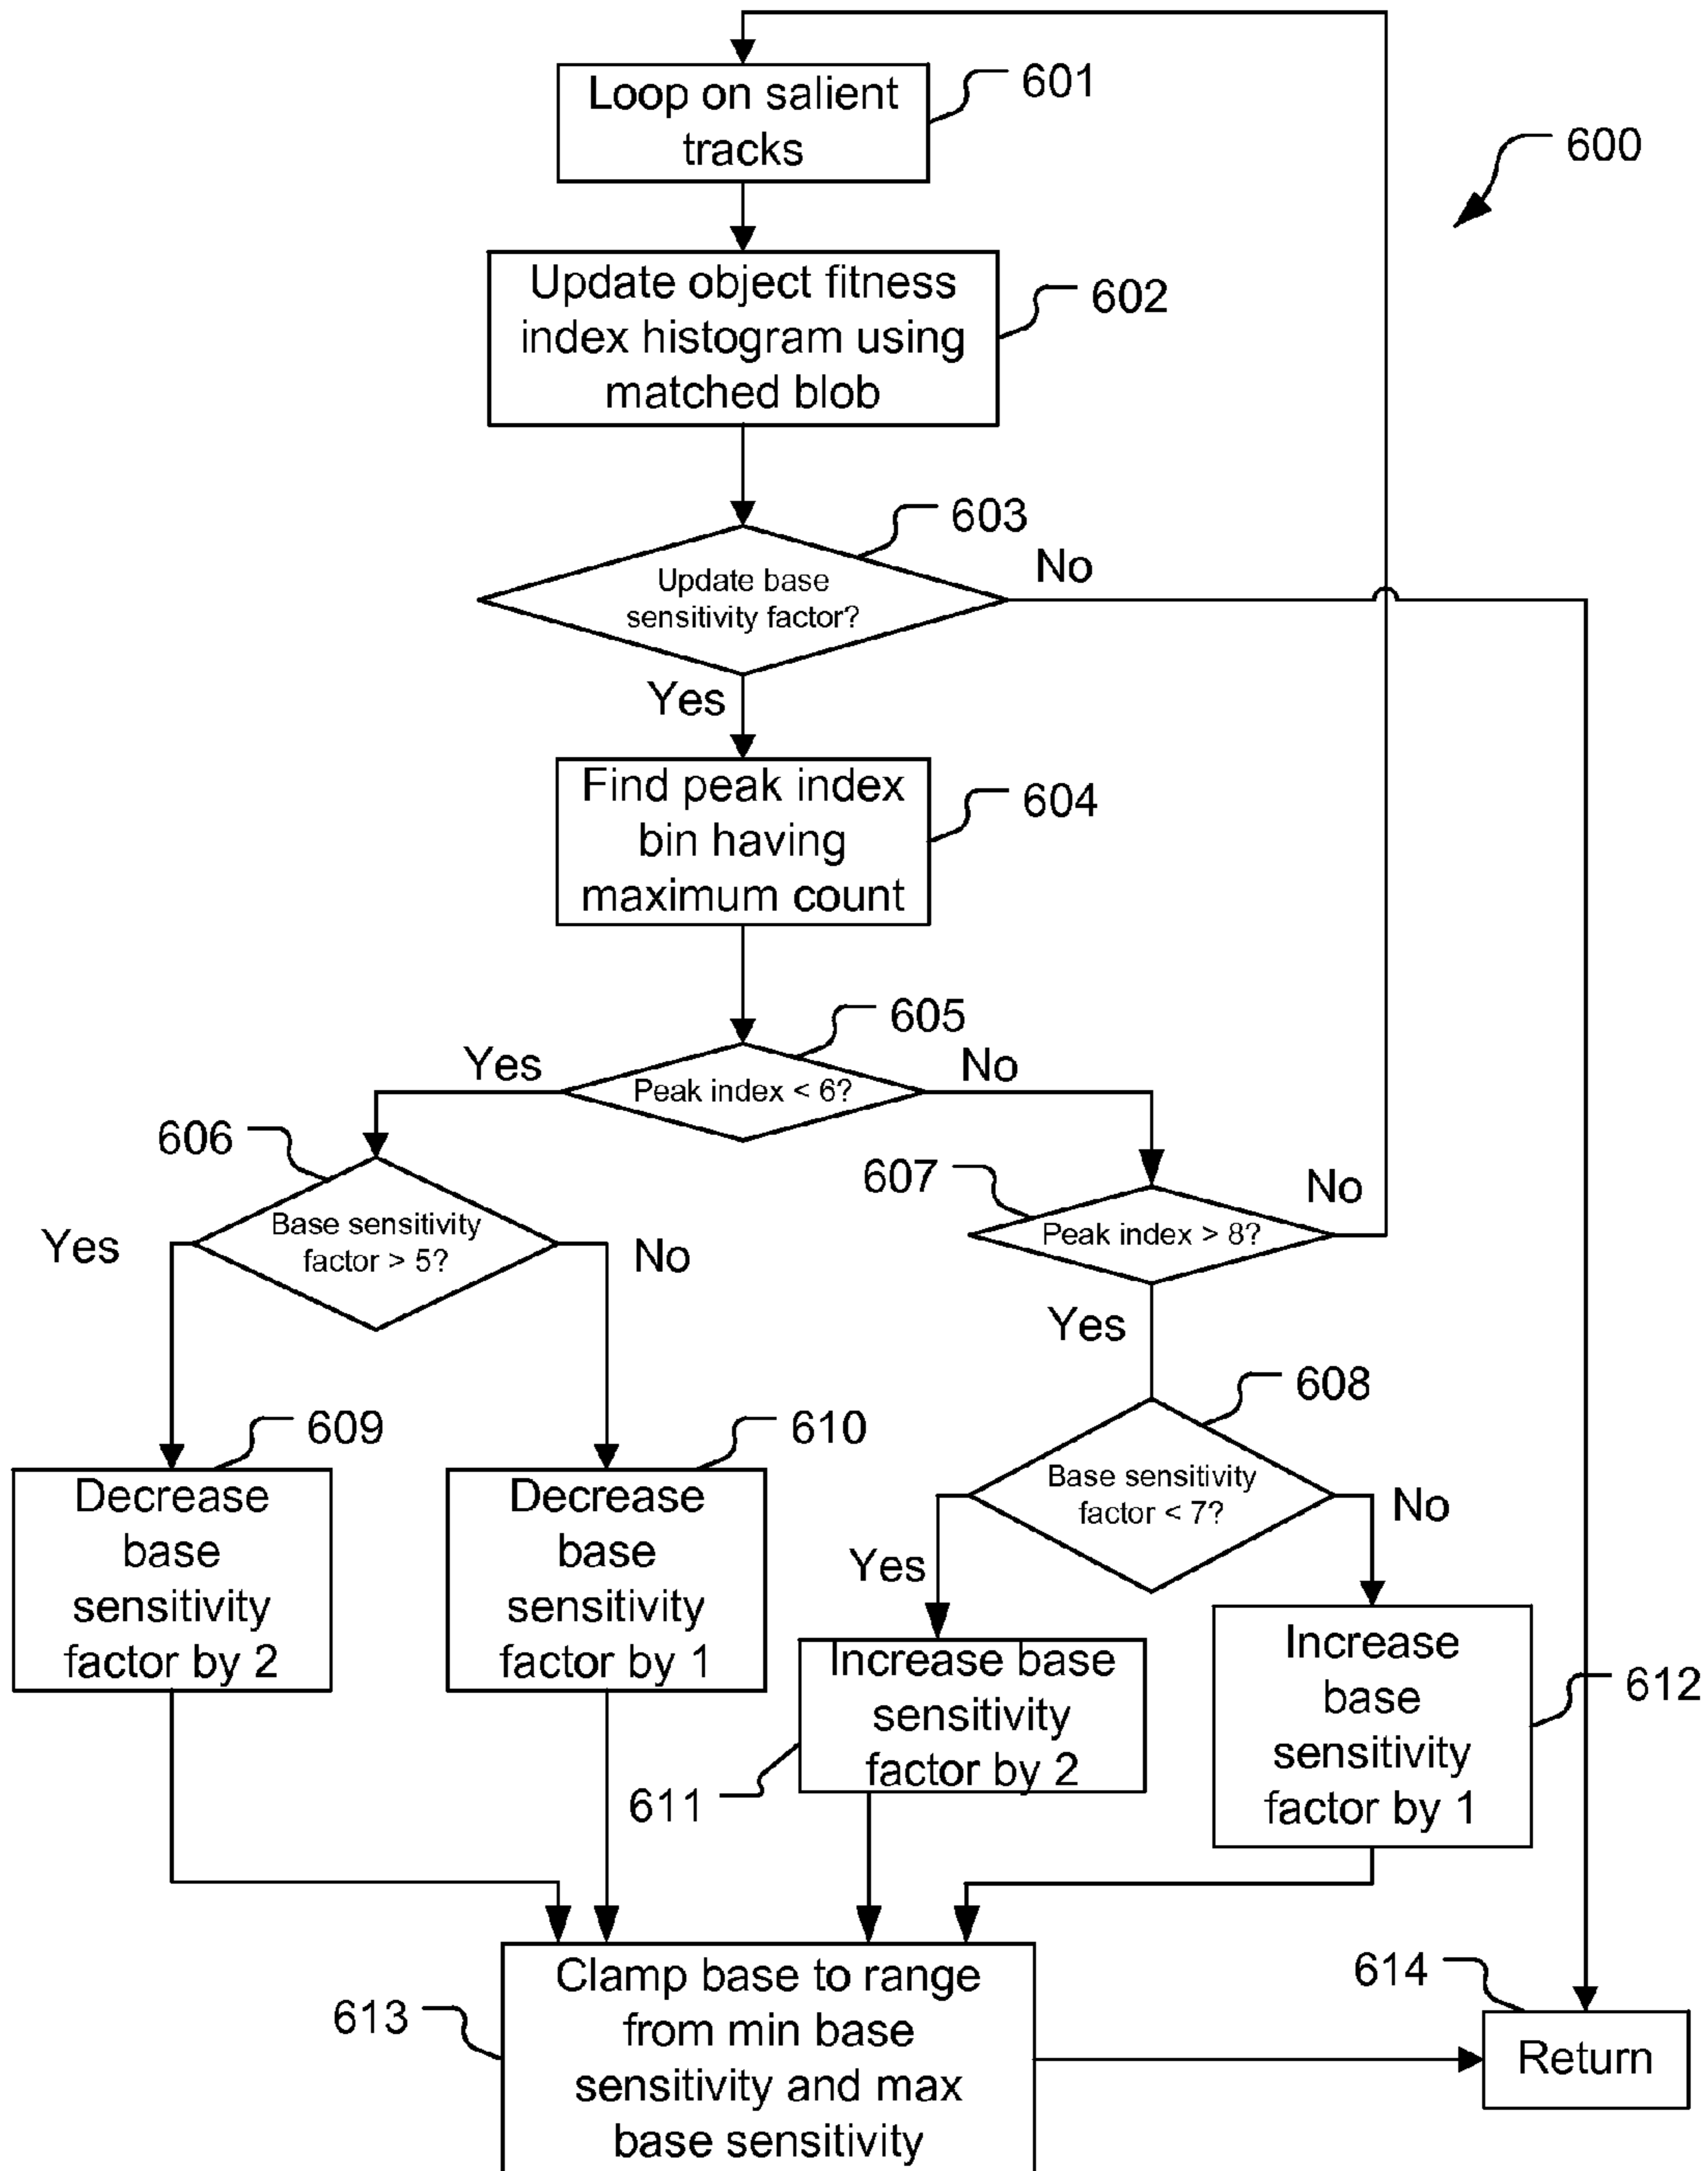 Loop on salient
tracks
601
600
Update object fitness
index histogram using
matched blob
602
603
Update base
sensitivity factor?
No
Yes
Find peak index
bin having
maximum count
604
605
Yes
Peak index < 6?
No
606
Base sensitivity
factor > 5?
Yes
No
607
Peak index > 8?
No
Yes
608
Base sensitivity
factor < 7?
Yes
No
609
Decrease
base
sensitivity
factor by 2
610
Decrease
base
sensitivity
factor by 1
Increase base
sensitivity
factor by 2
611
Increase
base
sensitivity
factor by 1
612
Clamp base to range
from min base
sensitivity and max
base sensitivity
613
614
Return